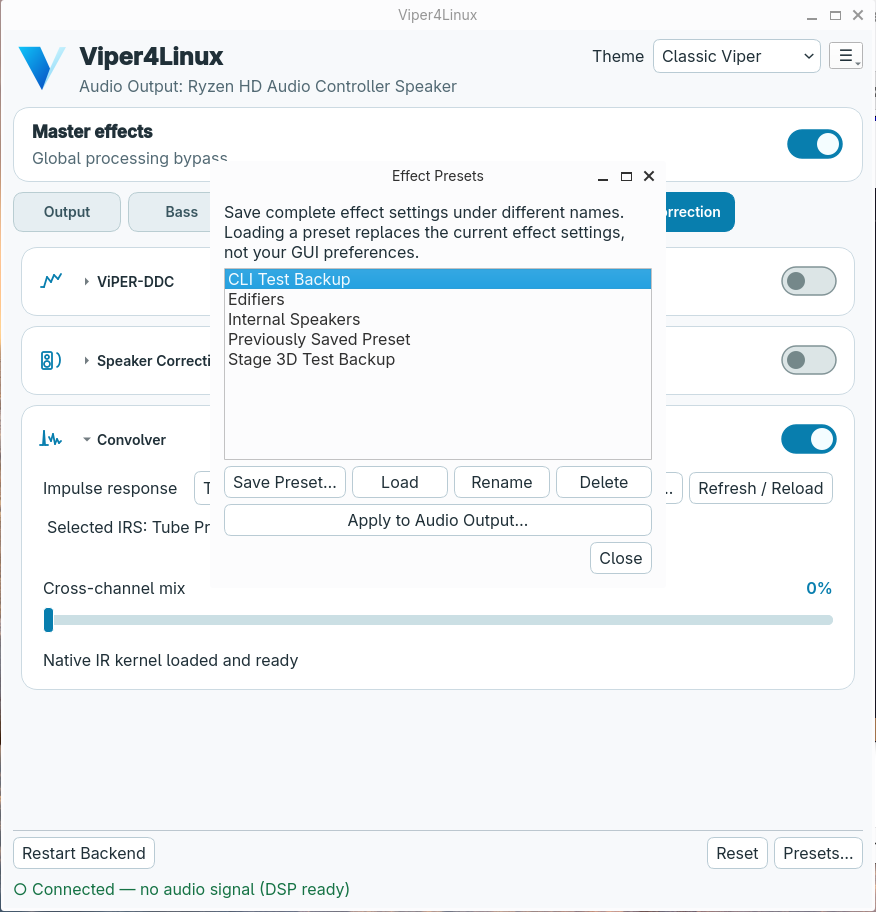 Viper4Linux
Viper4Linux
Theme
Classic Viper
Audio Output: Ryzen HD Audio Controller Speaker
Master effects
Global processing bypass
Output
Bass
Effect Presets
Save complete effect settings under different names.
Loading a preset replaces the current effect settings,
not your GUI preferences.
CLI Test Backup
Edifiers
Internal Speakers
Previously Saved Preset
Stage 3D Test Backup
Save Preset...
Load
Rename
Delete
Apply to Audio Output...
Close
ViPER-DDC
Speaker Correcti
Convolver
Impulse response
Refresh / Reload
Selected IRS: Tube Pr
Cross-channel mix
0%
Native IR kernel loaded and ready
Restart Backend
Reset
Presets...
Connected — no audio signal (DSP ready)